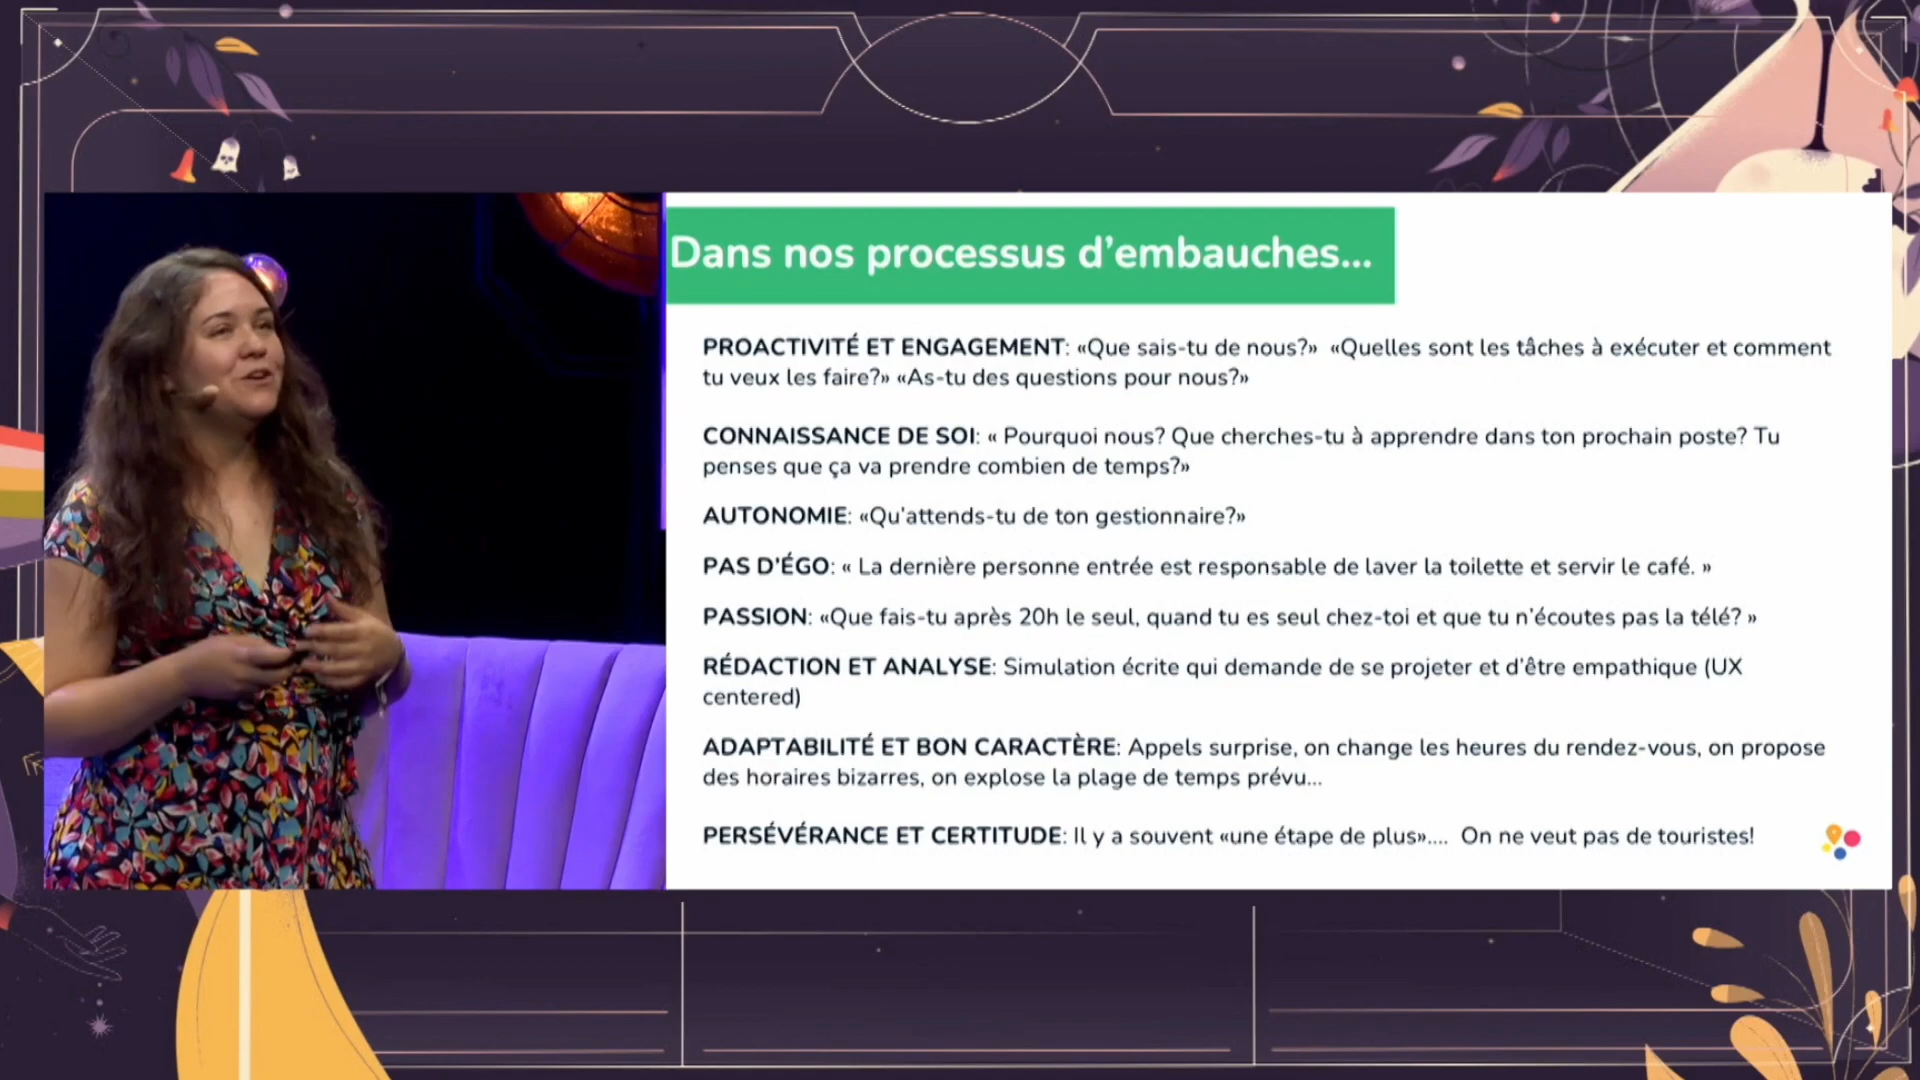 Dans nos processus d’embauches...
PROACTIVITÉ ET ENGAGEMENT: «Que sais-tu de nous?»  «Quelles sont les tâches à exécuter et comment
tu veux les faire?» «As-tu des questions pour nous?»
CONNAISSANCE DE SOI: « Pourquoi nous? Que cherches-tu à apprendre dans ton prochain poste? Tu
penses que ça va prendre combien de temps?»
AUTONOMIE: «Qu’attends-tu de ton gestionnaire?»
PAS D’ÉGO: « La dernière personne entrée est responsable de laver la toilette et servir le café. »
PASSION: «Que fais-tu après 20h le seul, quand tu es seul chez-toi et que tu n’écoutes pas la télé? »
RÉDACTION ET ANALYSE: Simulation écrite qui demande de se projeter et d’être empathique (UX
centered)
ADAPTABILITÉ ET BON CARACTÈRE: Appels surprise, on change les heures du rendez-vous, on propose
des horaires bizarres, on explose la plage de temps prévu...
PERSÉVÉRANCE ET CERTITUDE: Il y a souvent «une étape de plus»....  On ne veut pas de touristes!